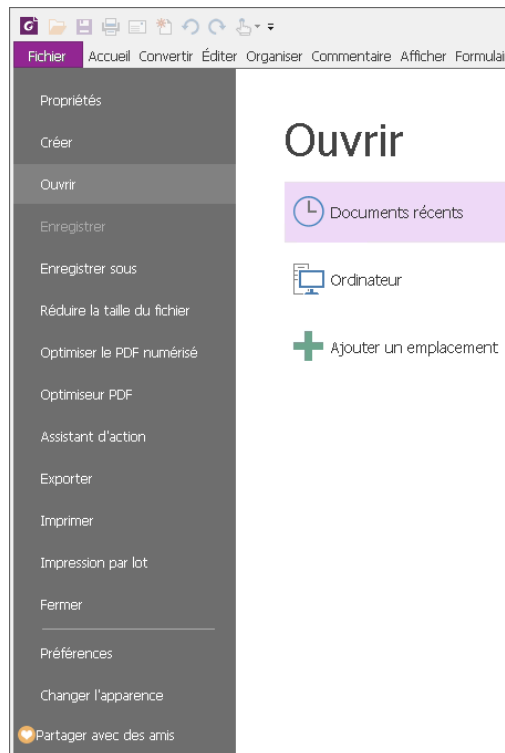 Fichier Accueil Convertir Éditer Organiser Commentaire Afficher Formulai
Propriétés
Créer
Ouvrir
Enregistrer
Enregistrer sous
Réduire la taille du fichier
Optimiser le PDF numérisé
Optimiseur PDF
Assistant d'action
Exporter
Imprimer
Impression par lot
Fermer
Préférences
Changer l'apparence
Partager avec des amis
Ouvrir
Documents récents
Ordinateur
Ajouter un emplacement